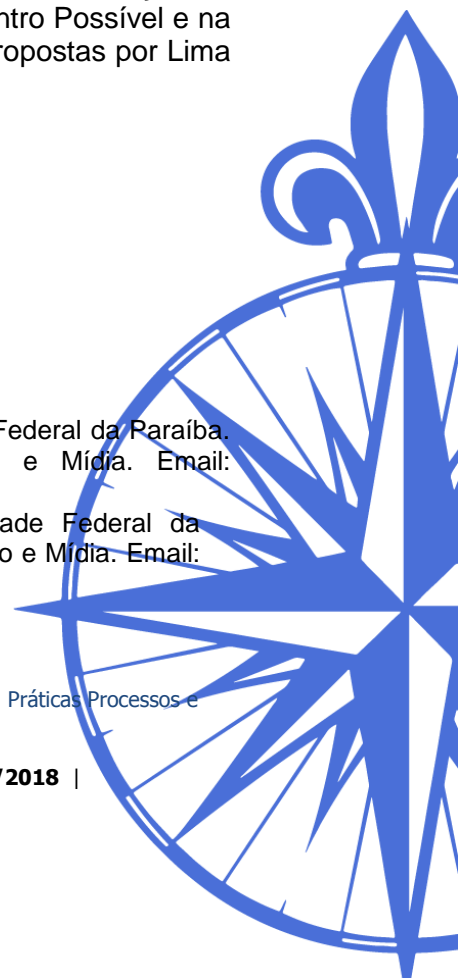 ntro Possível e na
ropostas por Lima
Federal da Paraíba.
e Mídia. Email:
ade Federal da
o e Mídia. Email:
Práticas Processos e
/2018 |